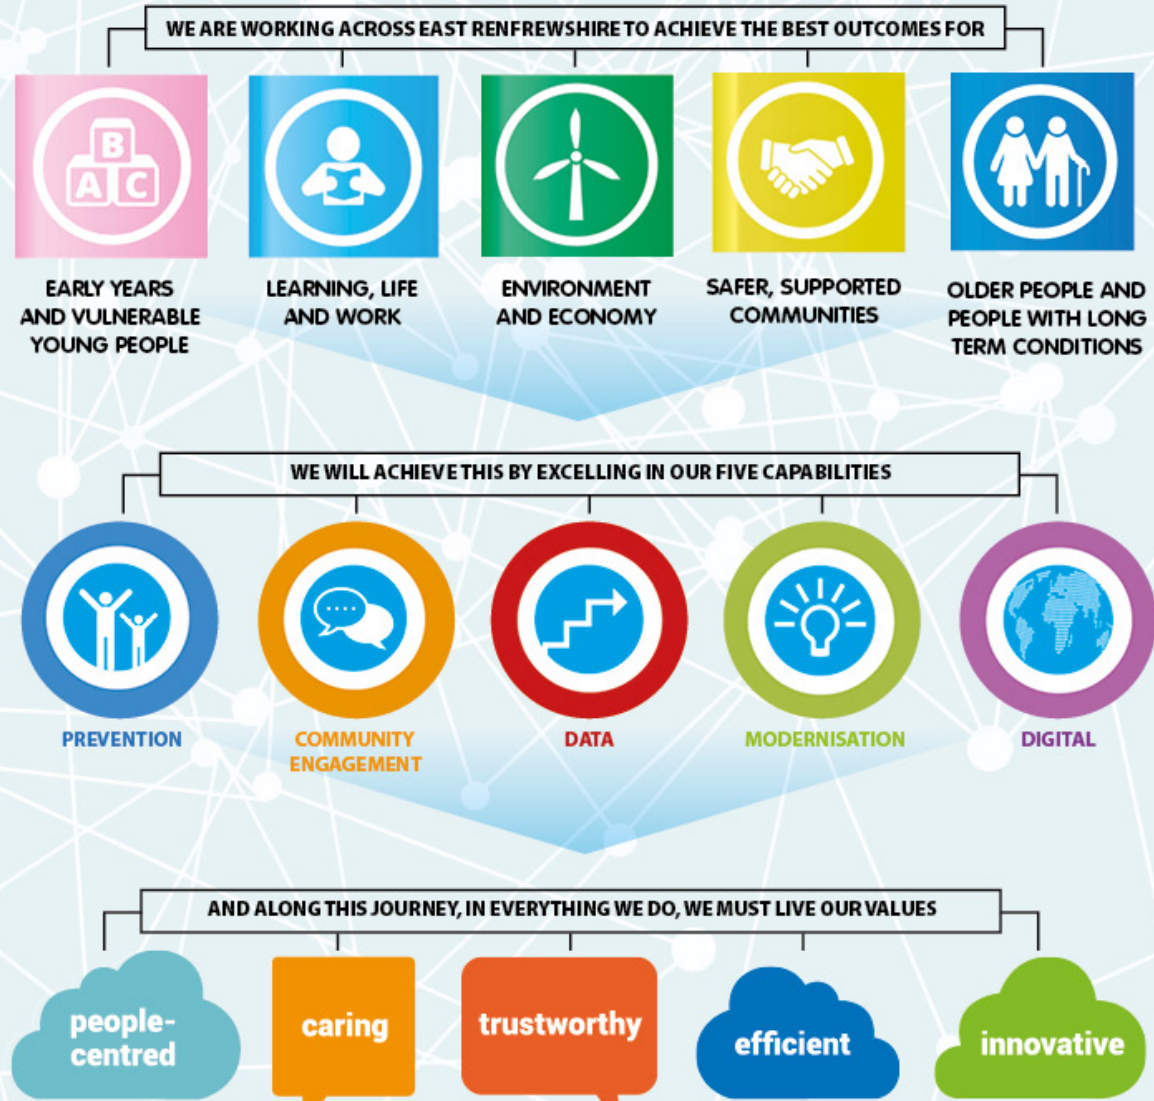 WE ARE WORKING ACROSS EAST RENFREWSHIRE TO ACHIEVE THE BEST OUTCOMES FOR
B
A C
EARLY YEARS
AND VULNERABLE
YOUNG PEOPLE
LEARNING, LIFE
AND WORK
ENVIRONMENT
AND ECONOMY
SAFER, SUPPORTED
COMMUNITIES
OLDER PEOPLE AND
PEOPLE WITH LONG
TERM CONDITIONS
WE WILL ACHIEVE THIS BY EXCELLING IN OUR FIVE CAPABILITIES
PREVENTION
COMMUNITY
ENGAGEMENT
DATA
MODERNISATION
DIGITAL
AND ALONG THIS JOURNEY, IN EVERYTHING WE DO, WE MUST LIVE OUR VALUES
people-
centred
caring
trustworthy
efficient
innovative